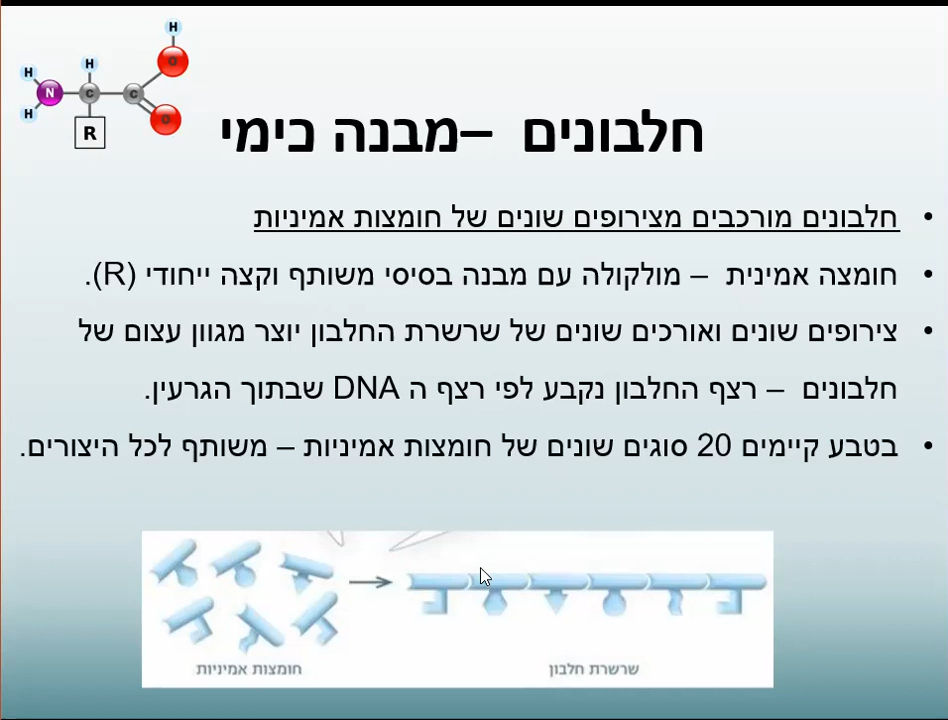 H
H
H
O
N
C
C
H
O
R
חלבונים –מבנה כימי
• חלבונים מורכבים מצירופים שונים של חומצות אמיניות
• חומצה אמינית – מולקולה עם מבנה בסיסי משותף וקצה ייחודי (R).
• צירופים שונים ואורכים שונים של שרשרת החלבון יוצר מגוון עצום של
חלבונים – רצף החלבון נקבע לפי רצף ה DNA שבתוך הגרעין.
• בטבע קיימים 20 סוגים שונים של חומצות אמיניות – משותף לכל היצורים.
שרשרת חלבון
חומצות אמיניות